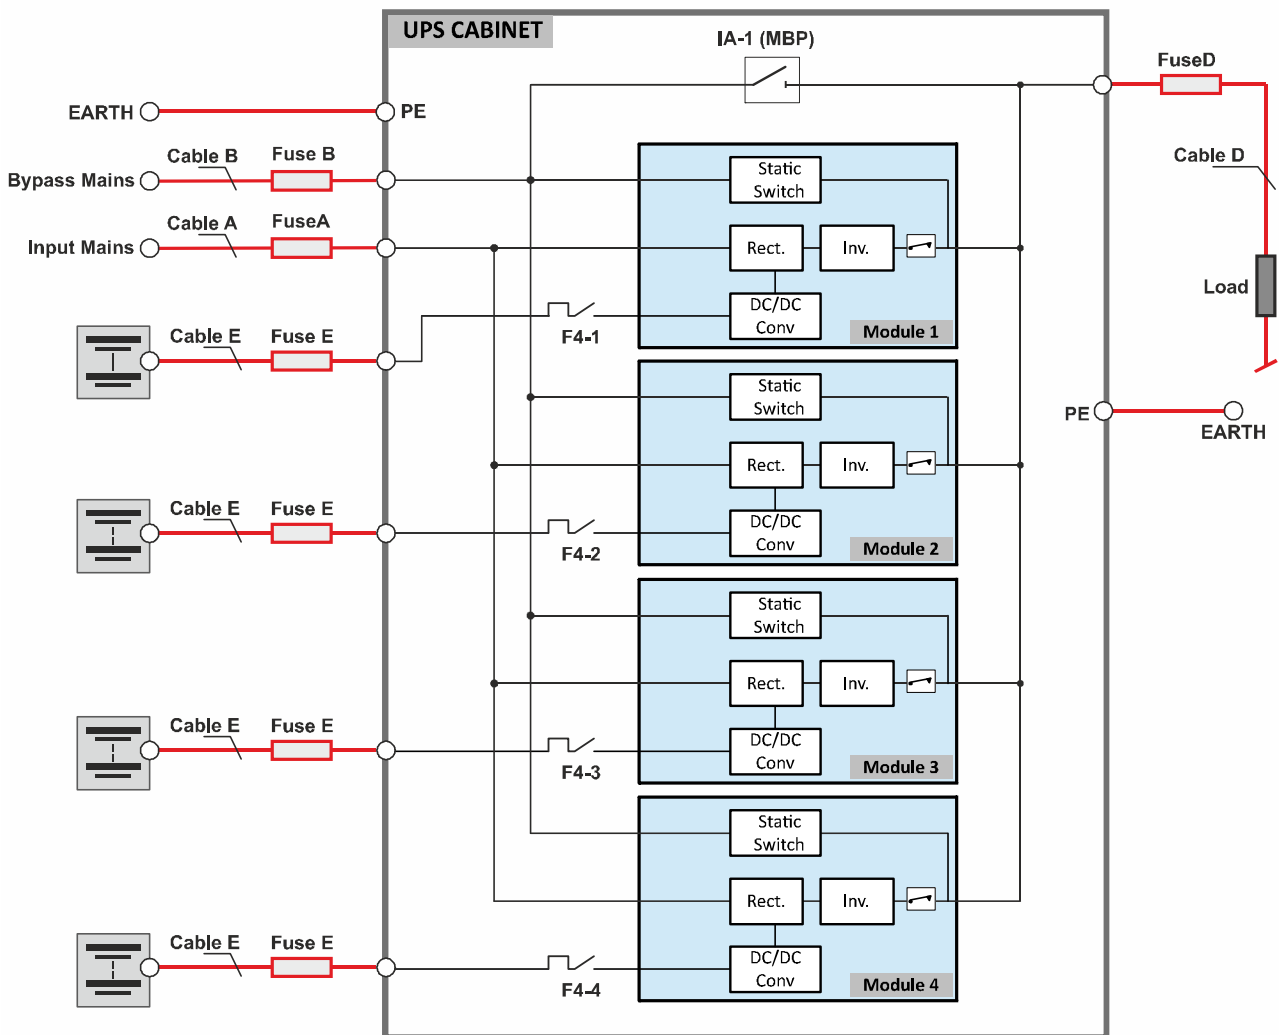 UPS CABINET
IA-1 (MBP)
FuseD
EARTH
PE
Cable B
Fuse B
Bypass Mains
Static
Switch
Cable D
Cable A
FuseA
Input Mains
Rect.
Inv.
Load
DC/DC
Conv
Module 1
F4-1
Cable E
Fuse E
Static
Switch
PE
EARTH
Rect.
Inv.
Cable E
Fuse E
F4-2
DC/DC
Conv
Module 2
Static
Switch
Rect.
Inv.
Cable E
Fuse E
F4-3
DC/DC
Conv
Module 3
Static
Switch
Rect.
Inv.
Cable E
Fuse E
F4-4
DC/DC
Conv
Module 4